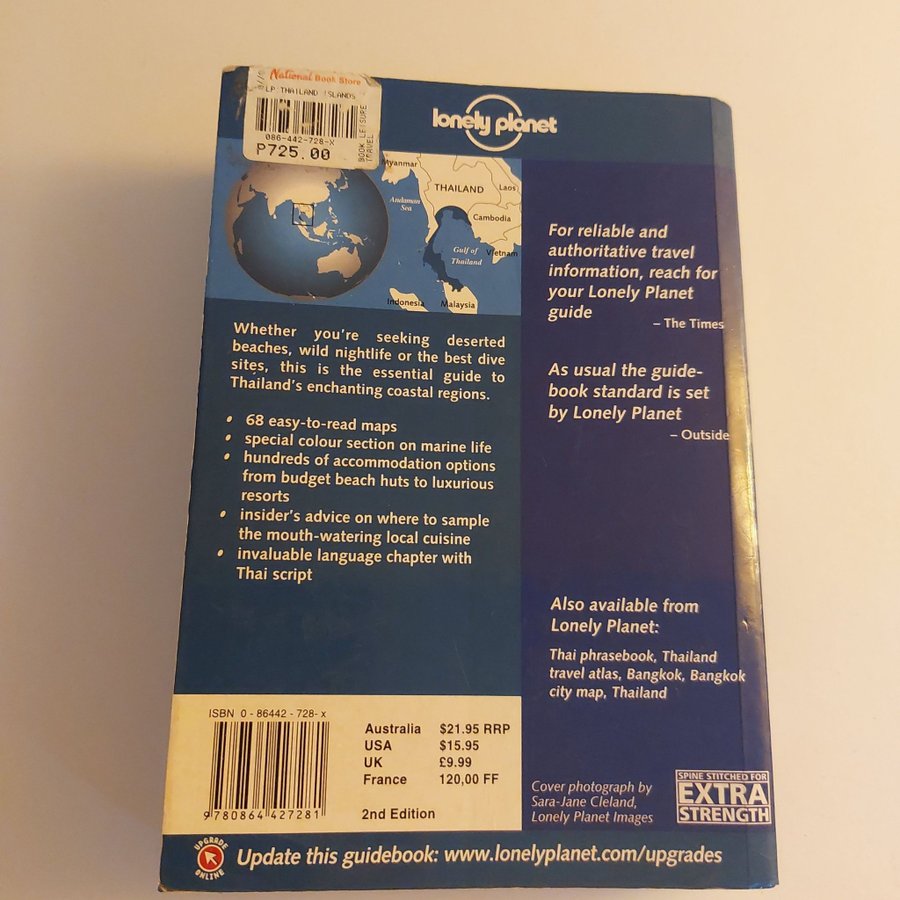 National Book Store
LP THAILAND ISLANDS
086-442-728-X
P725.00
BOOK LEISURE
TRAVEL
lonely planet
Myanmar
THAILAND
Laos
Andaman
Sea
Cambodia
Gulf of
Thailand
Vietnam
Indonesia
Malaysia
Whether you're seeking deserted
beaches, wild nightlife or the best dive
sites, this is the essential guide to
Thailand's enchanting coastal regions.
• 68 easy-to-read maps
• special colour section on marine life
• hundreds of accommodation options
from budget beach huts to luxurious
resorts
• insider's advice on where to sample
the mouth-watering local cuisine
• invaluable language chapter with
Thai script
For reliable and
authoritative travel
information, reach for
your Lonely Planet
guide
– The Times
As usual the guide-
book standard is set
by Lonely Planet
– Outside
Also available from
Lonely Planet:
Thai phrasebook, Thailand
travel atlas, Bangkok, Bangkok
city map, Thailand
ISBN 0-86442-728-x
9 780864 427281
Australia $21.95 RRP
USA $15.95
UK £9.99
France 120,00 FF
2nd Edition
Cover photograph by
Sara-Jane Cleland,
Lonely Planet Images
SPINE STITCHED FOR
EXTRA
STRENGTH
UPGRADE
ONLINE
Update this guidebook: www.lonelyplanet.com/upgrades